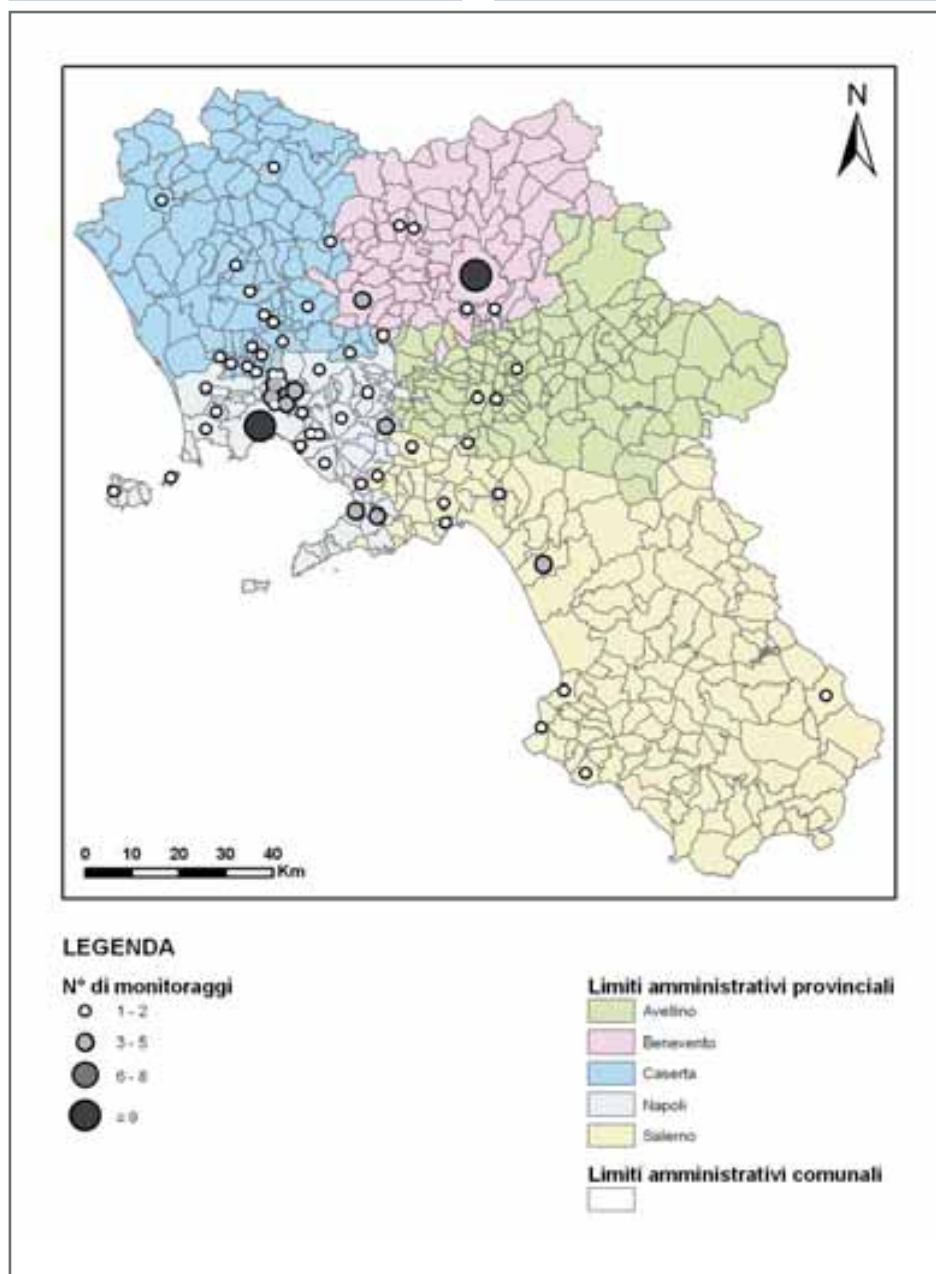 N
0 10 20 30 40
Km
LEGENDA
N° di monitoraggi
1 - 2
3 - 5
6 - 8
≥ 9
Limiti amministrativi provinciali
Avellino
Benevento
Caserta
Napoli
Salerno
Limiti amministrativi comunali